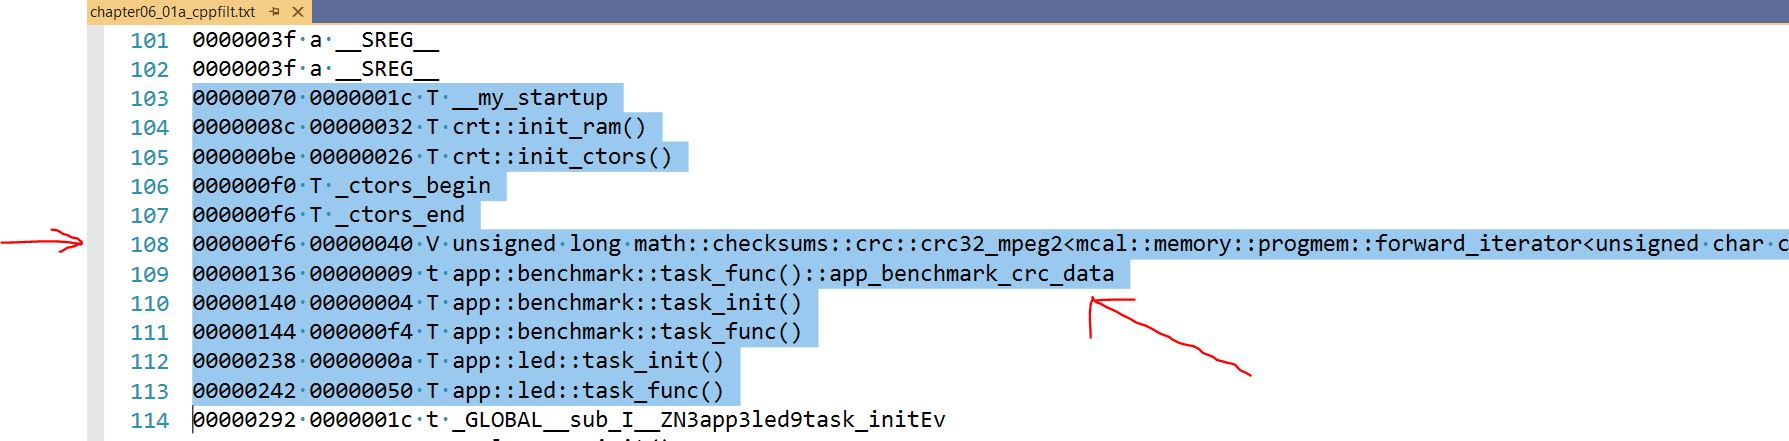 chapter06_01a_cppfilt.txt
101 0000003f a __SREG__
102 0000003f a __SREG__
103 00000070 0000001c T __my_startup
104 0000008c 00000032 T crt::init_ram()
105 000000be 00000026 T crt::init_ctors()
106 000000f0 T _ctors_begin
107 000000f6 T _ctors_end
108 000000f6 00000040 V unsigned long math::checksums::crc::crc32_mpeg2<mcal::memory::progmem::forward_iterator<unsigned char c
109 00000136 00000009 t app::benchmark::task_func()::app_benchmark_crc_data
110 00000140 00000004 T app::benchmark::task_init()
111 00000144 000000f4 T app::benchmark::task_func()
112 00000238 0000000a T app::led::task_init()
113 00000242 00000050 T app::led::task_func()
114 00000292 0000001c t _GLOBAL__sub_I__ZN3app3led9task_initEv